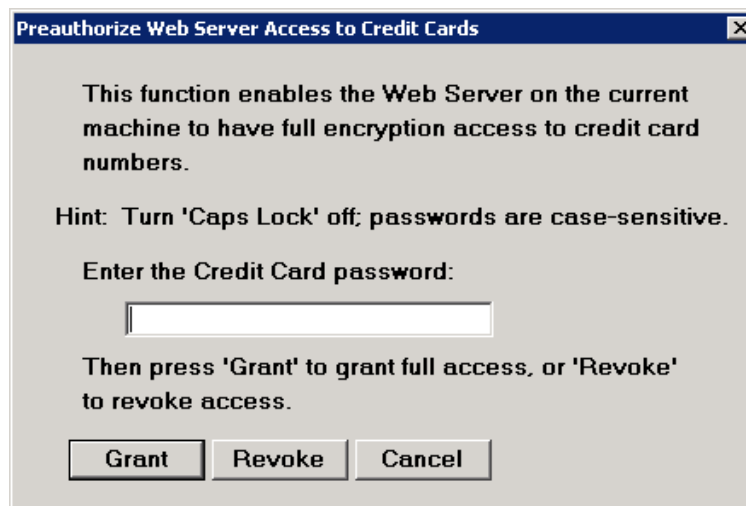 Preauthorize Web Server Access to Credit Cards
This function enables the Web Server on the current
machine to have full encryption access to credit card
numbers.
Hint: Turn 'Caps Lock' off; passwords are case-sensitive.
Enter the Credit Card password:
Then press 'Grant' to grant full access, or 'Revoke'
to revoke access.
Grant Revoke Cancel